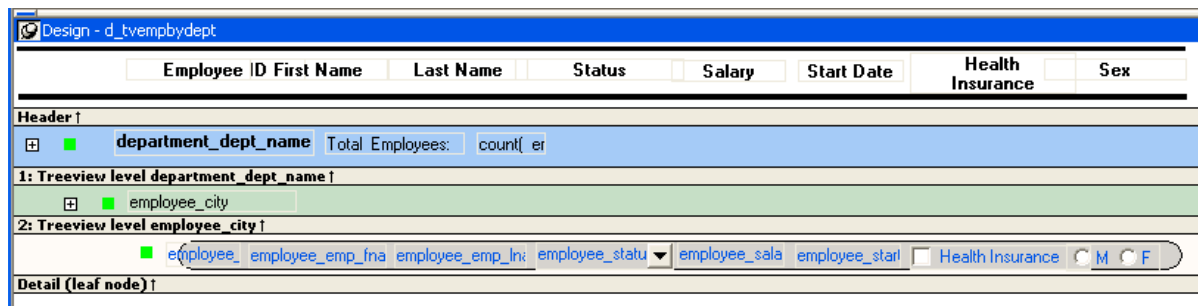 Design - d_tvempbydept
Employee ID First Name Last Name Status Salary Start Date Health Insurance Sex
Header ↑
department_dept_name Total Employees: count( er
1: Treeview level department_dept_name ↑
employee_city
2: Treeview level employee_city ↑
employee_ employee_emp_fna employee_emp_lna employee_statu employee_sala employee_start Health Insurance M F
Detail (leaf node) ↑